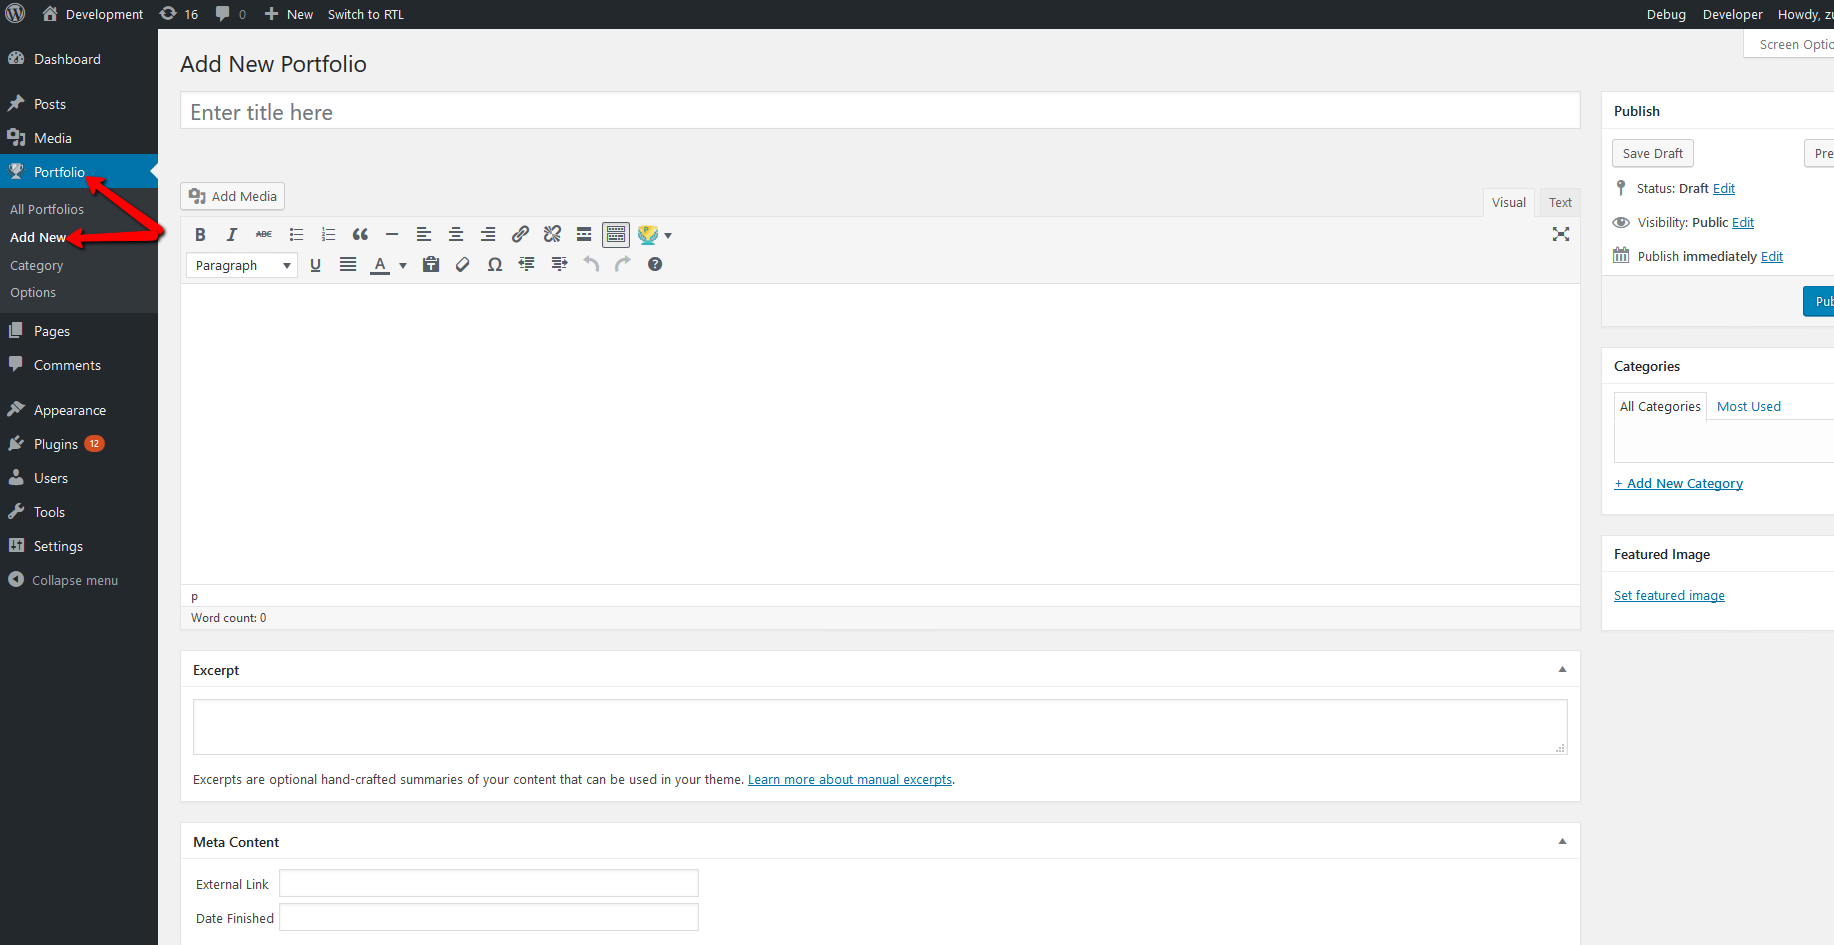 Development 16 0 New Switch to RTL Debug Developer Howdy, zu
Screen Optio
Dashboard
Posts
Media
Portfolio
All Portfolios
Add New
Category
Options
Pages
Comments
Appearance
Plugins 12
Users
Tools
Settings
Collapse menu
Add New Portfolio
Enter title here
Add Media
Visual Text
B I ABC
Paragraph U A Ω ?
p
Word count: 0
Excerpt
Excerpts are optional hand-crafted summaries of your content that can be used in your theme. Learn more about manual excerpts.
Meta Content
External Link
Date Finished
Publish
Save Draft Pre
Status: Draft Edit
Visibility: Public Edit
Publish immediately Edit
Pub
Categories
All Categories Most Used
+ Add New Category
Featured Image
Set featured image